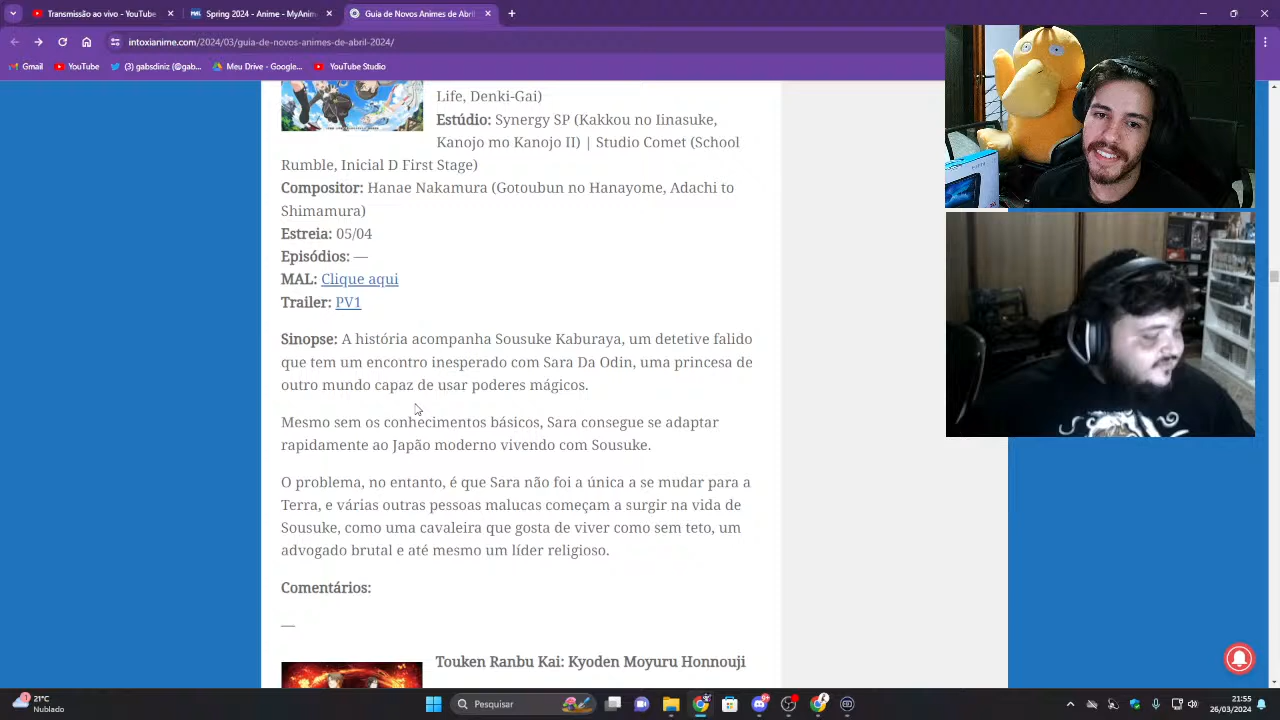 Transmissão ao vivo - YouTub
Spring 2024 - Anime
intoxianime.com/2024/03/guia-de-novos-animes-de-abril-2024/
Gmail
YouTube
(3) gabsdiniz (@gab...
Meu Drive - Google...
YouTube Studio
Life, Denki-Gai)
Estúdio: Synergy SP (Kakkou no Iinasuke,
Kanojo mo Kanojo II) | Studio Comet (School
Rumble, Inicial D First Stage)
Compositor: Hanae Nakamura (Gotoubun no Hanayome, Adachi to
Shimamura)
Estreia: 05/04
Episódios: —
MAL: Clique aqui
Trailer: PV1
Sinopse: A história acompanha Sousuke Kaburaya, um detetive falido
que tem um encontro inesperado com Sara Da Odin, uma princesa de
outro mundo capaz de usar poderes mágicos.
Mesmo sem os conhecimentos básicos, Sara consegue se adaptar
rapidamente ao Japão moderno vivendo com Sousuke.
O problema, no entanto, é que Sara não foi a única a se mudar para a
Terra, e várias outras pessoas malucas começam a surgir na vida de
Sousuke, como uma cavaleira que gosta de viver como sem teto, um
advogado brutal e até mesmo um líder religioso.
Comentários:
—
Touken Ranbu Kai: Kyoden Moyuru Honnouji
21°C
Nublado
Pesquisar
21:55
26/03/2024